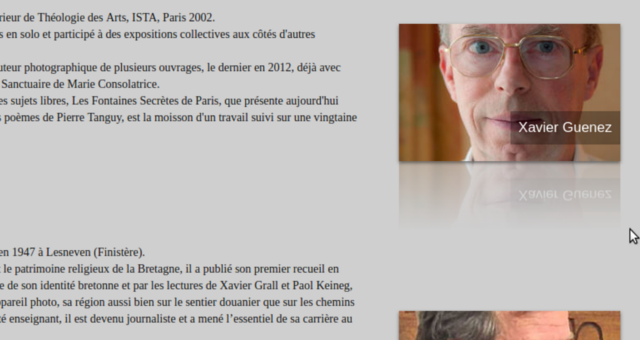 rieur de Théologie des Arts, ISTA, Paris 2002.
s en solo et participé à des expositions collectives aux côtés d'autres
uteur photographique de plusieurs ouvrages, le dernier en 2012, déjà avec
Sanctuaire de Marie Consolatrice.
es sujets libres, Les Fontaines Secrètes de Paris, que présente aujourd'hui
s poèmes de Pierre Tanguy, est la moisson d'un travail suivi sur une vingtaine
Xavier Guenez
Xavier Guenez
en 1947 à Lesneven (Finistère).
t le patrimoine religieux de la Bretagne, il a publié son premier recueil en
e de son identité bretonne et par les lectures de Xavier Grall et Paol Keineg,
ppareil photo, sa région aussi bien sur le sentier douanier que sur les chemins
té enseignant, il est devenu journaliste et a mené l’essentiel de sa carrière au